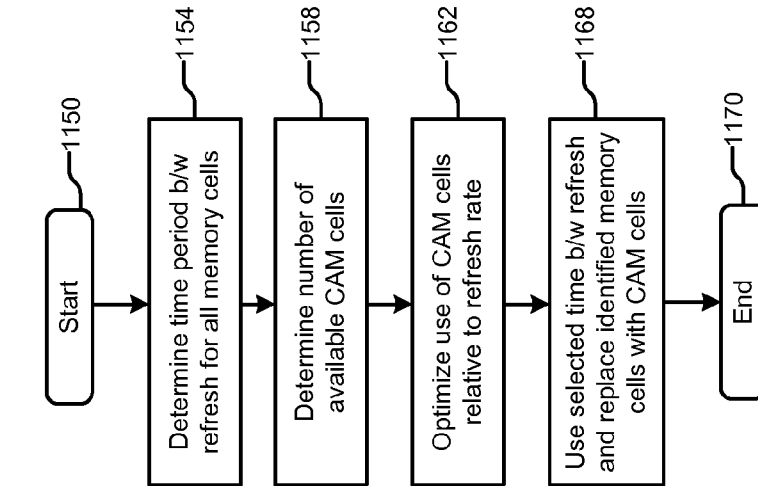 Start
1150
Determine time period b/w
refresh for all memory cells
1154
Determine number of
available CAM cells
1158
Optimize use of CAM cells
relative to refresh rate
1162
Use selected time b/w refresh
and replace identified memory
cells with CAM cells
1168
End
1170